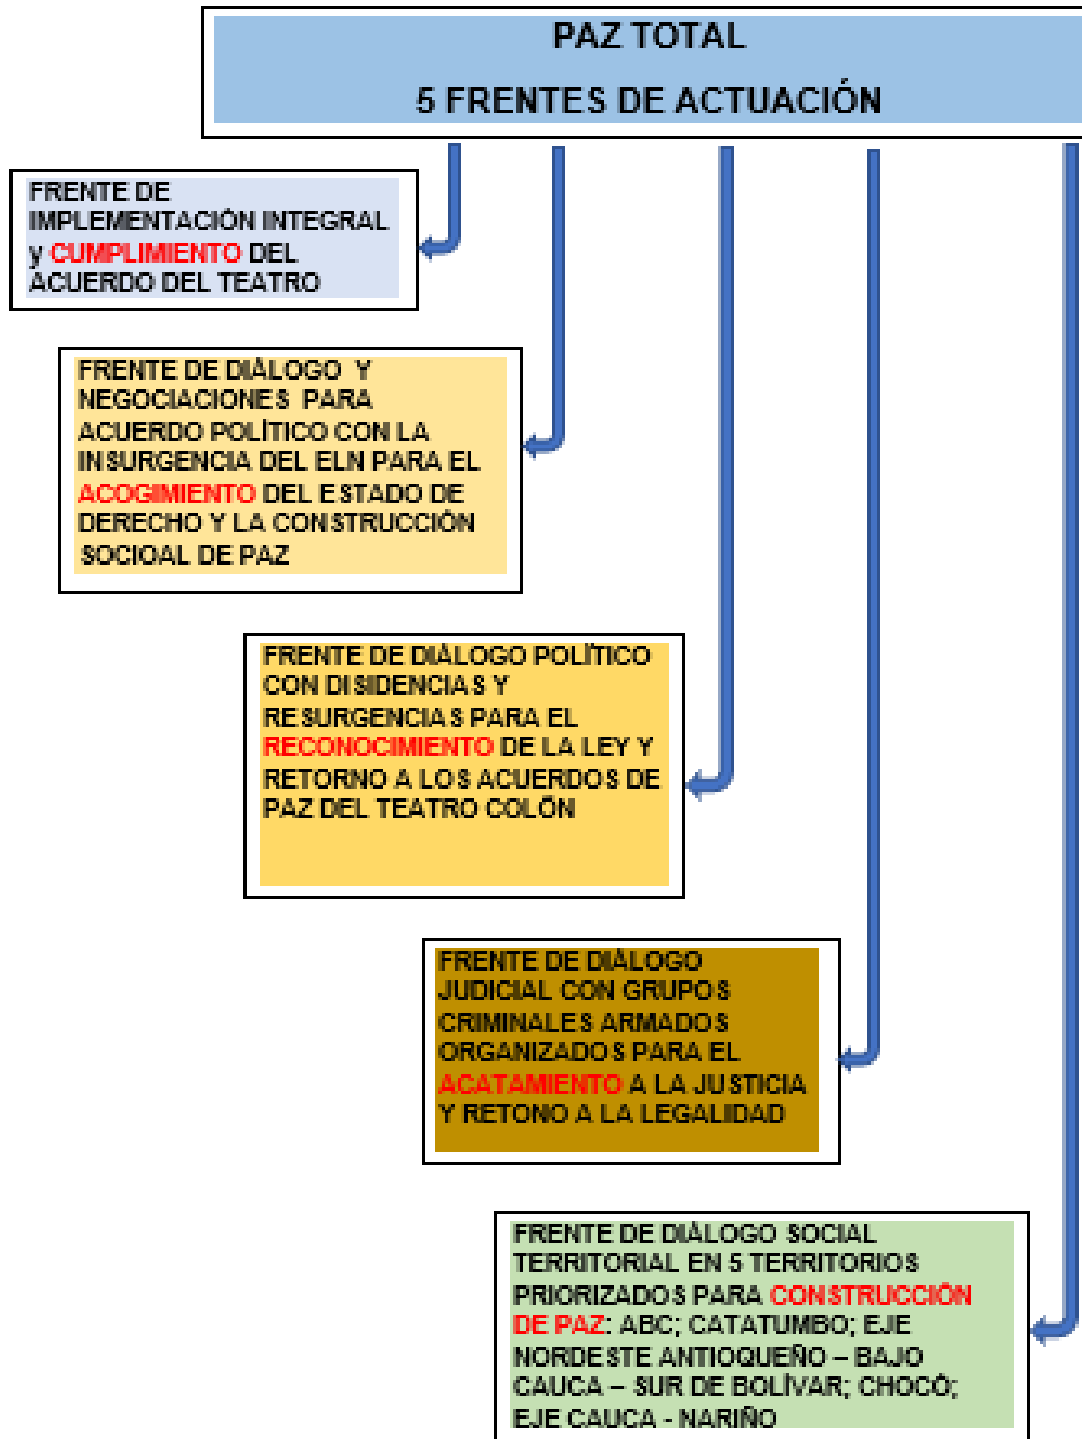 PAZ TOTAL
5 FRENTES DE ACTUACIÓN
FRENTE DE
IMPLEMENTACIÓN INTEGRAL
y CUMPLIMIENTO DEL
ACUERDO DEL TEATRO
FRENTE DE DIÁLOGO Y
NEGOCIACIONES PARA
ACUERDO POLÍTICO CON LA
INSURGENCIA DEL ELN PARA EL
ACOGIMIENTO DEL ESTADO DE
DERECHO Y LA CONSTRUCCIÓN
SOCIOAL DE PAZ
FRENTE DE DIÁLOGO POLÍTICO
CON DISIDENCIAS Y
RESURGENCIAS PARA EL
RECONOCIMIENTO DE LA LEY Y
RETORNO A LOS ACUERDOS DE
PAZ DEL TEATRO COLÓN
FRENTE DE DIÁLOGO
JUDICIAL CON GRUPOS
CRIMINALES ARMADOS
ORGANIZADOS PARA EL
ACATAMIENTO A LA JUSTICIA
Y RETONO A LA LEGALIDAD
FRENTE DE DIÁLOGO SOCIAL
TERRITORIAL EN 5 TERRITORIOS
PRIORIZADOS PARA CONSTRUCCIÓN
DE PAZ: ABC; CATATUMBO; EJE
NORDESTE ANTIOQUEÑO – BAJO
CAUCA – SUR DE BOLÍVAR; CHOCÓ;
EJE CAUCA - NARIÑO